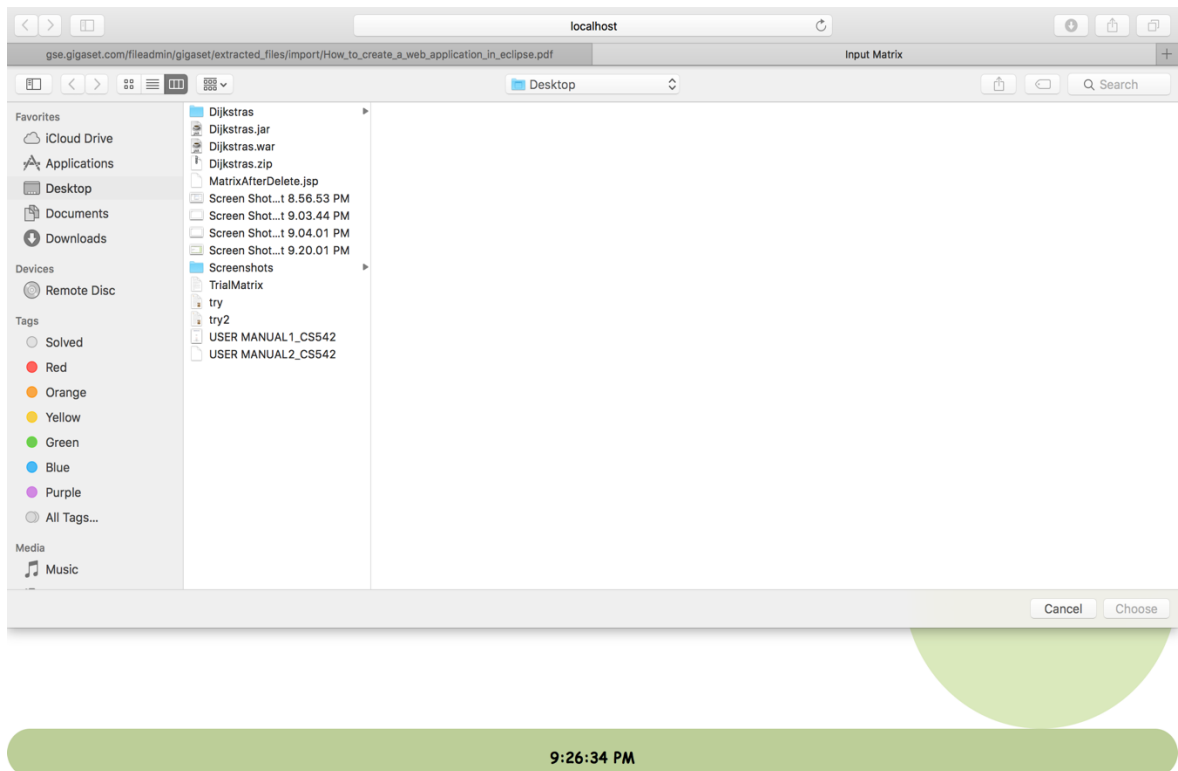 localhost
gse.gigaset.com/fileadmin/gigaset/extracted_files/import/How_to_create_a_web_application_in_eclipse.pdf
Input Matrix
Desktop
Search
Favorites
iCloud Drive
Applications
Desktop
Documents
Downloads
Devices
Remote Disc
Tags
Solved
Red
Orange
Yellow
Green
Blue
Purple
All Tags...
Media
Music
Dijkstras
Dijkstras.jar
Dijkstras.war
Dijkstras.zip
MatrixAfterDelete.jsp
Screen Shot...t 8.56.53 PM
Screen Shot...t 9.03.44 PM
Screen Shot...t 9.04.01 PM
Screen Shot...t 9.20.01 PM
Screenshots
TrialMatrix
try
try2
USER MANUAL1_CS542
USER MANUAL2_CS542
Cancel
Choose
9:26:34 PM